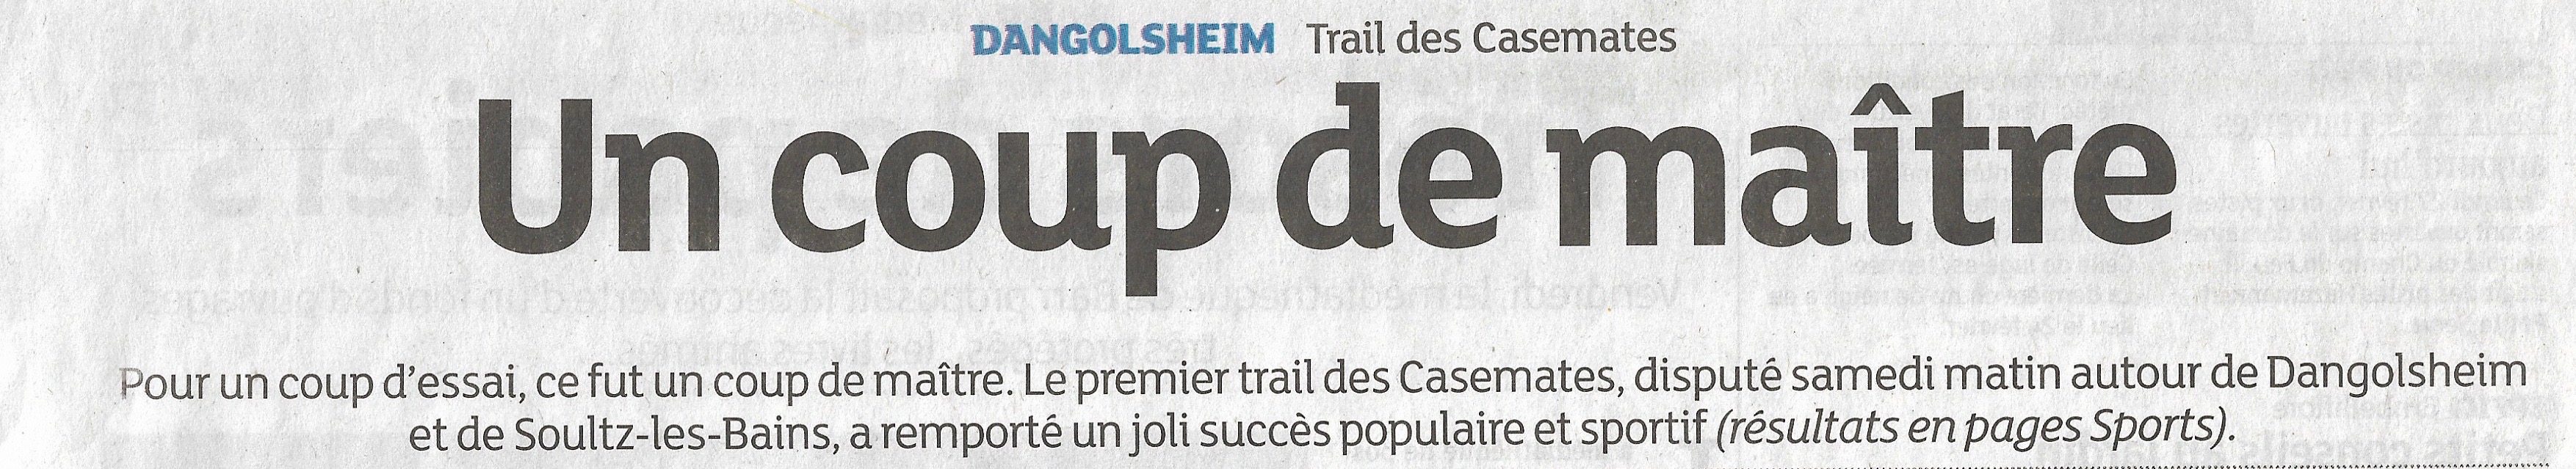 DANGOLSHEIM Trail des Casemates
Un coup de maître
Pour un coup d'essai, ce fut un coup de maître. Le premier trail des Casemates, disputé samedi matin autour de Dangolsheim
et de Soultz-les-Bains, a remporté un joli succès populaire et sportif (résultats en pages Sports).